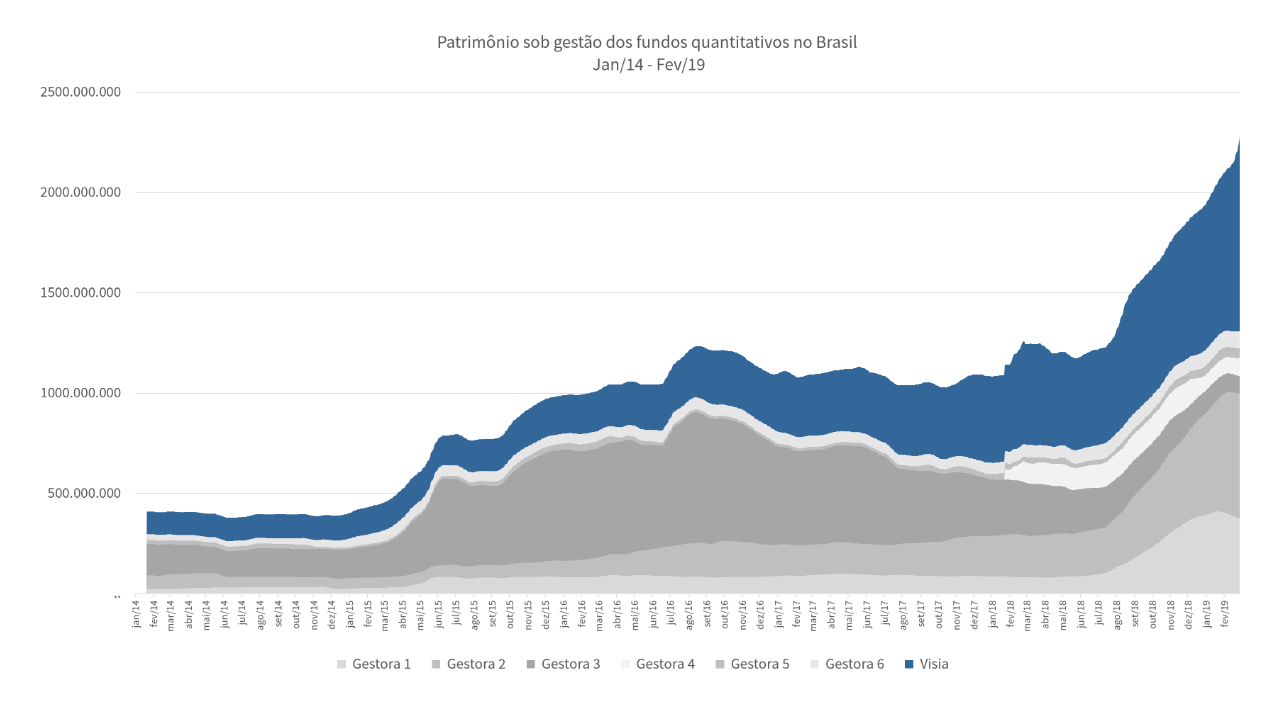 Patrimônio sob gestão dos fundos quantitativos no Brasil
Jan/14 - Fev/19
2500.000.000
2000.000.000
1500.000.000
1000.000.000
500.000.000
..
jan/14 fev/14 mar/14 abr/14 mai/14 jun/14 jul/14 ago/14 set/14 out/14 nov/14 dez/14 jan/15 fev/15 mar/15 abr/15 mai/15 jun/15 jul/15 ago/15 set/15 out/15 nov/15 dez/15 jan/16 fev/16 mar/16 abr/16 mai/16 jun/16 jul/16 ago/16 set/16 out/16 nov/16 dez/16 jan/17 fev/17 mar/17 abr/17 mai/17 jun/17 jul/17 ago/17 set/17 out/17 nov/17 dez/17 jan/18 fev/18 mar/18 abr/18 mai/18 jun/18 jul/18 ago/18 set/18 out/18 nov/18 dez/18 jan/19 fev/19
Gestora 1 Gestora 2 Gestora 3 Gestora 4 Gestora 5 Gestora 6 Visia